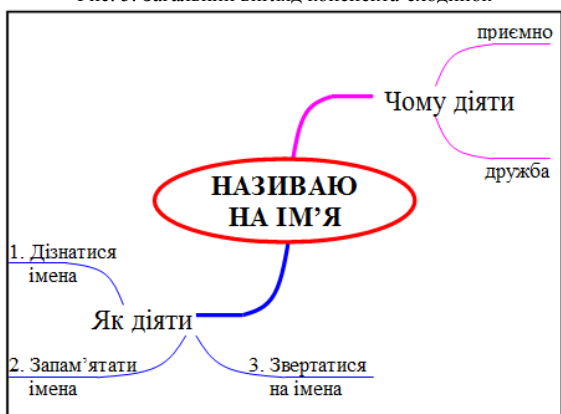 приємно
Чому діяти
дружба
НАЗИВАЮ
НА ІМ’Я
1. Дізнатися
імена
Як діяти
2. Запам’ятати
імена
3. Звертатися
на імена